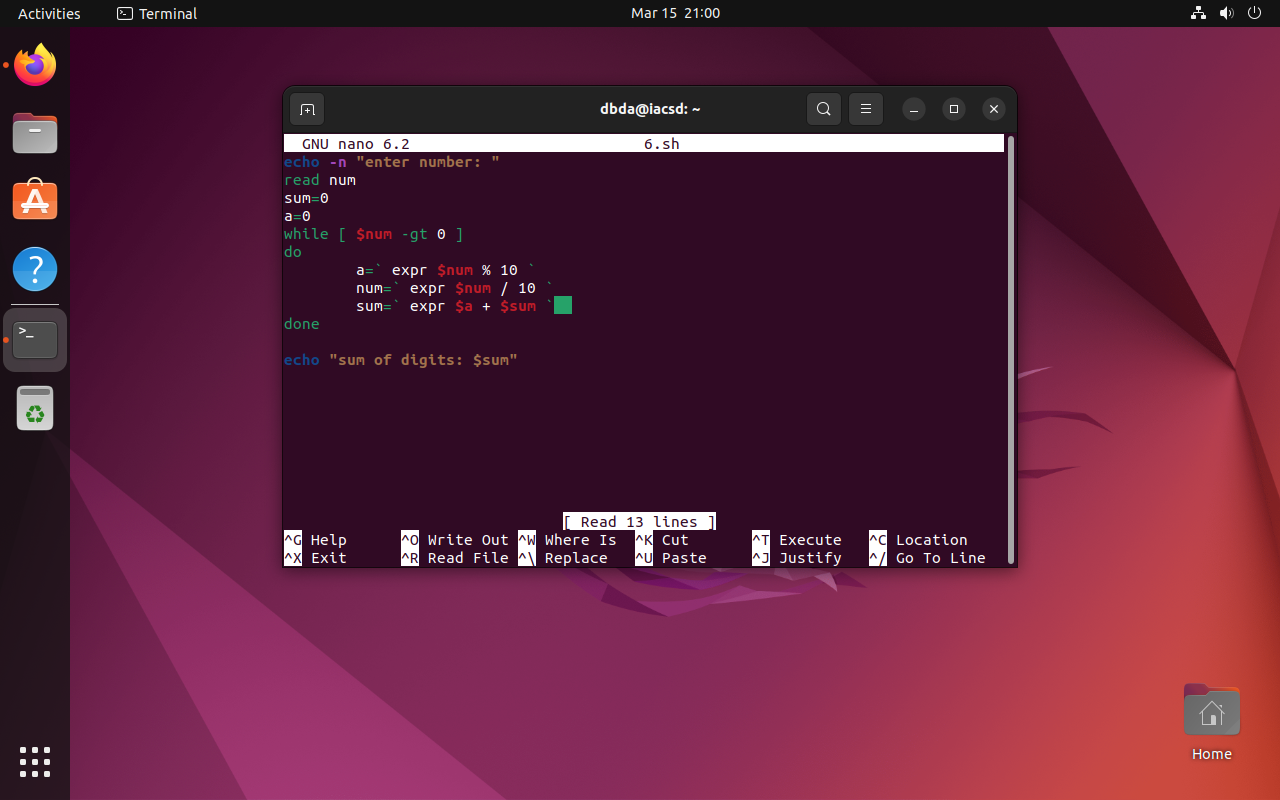 Activities Terminal Mar 15 21:00
dbda@iacsd: ~
GNU nano 6.2 6.sh
echo -n "enter number: "
read num
sum=0
a=0
while [ $num -gt 0 ]
do
        a=` expr $num % 10 `
        num=` expr $num / 10 `
        sum=` expr $a + $sum `
done

echo "sum of digits: $sum"
[ Read 13 lines ]
^G Help ^O Write Out ^W Where Is ^K Cut ^T Execute ^C Location
^X Exit ^R Read File ^\ Replace ^U Paste ^J Justify ^/ Go To Line
Home